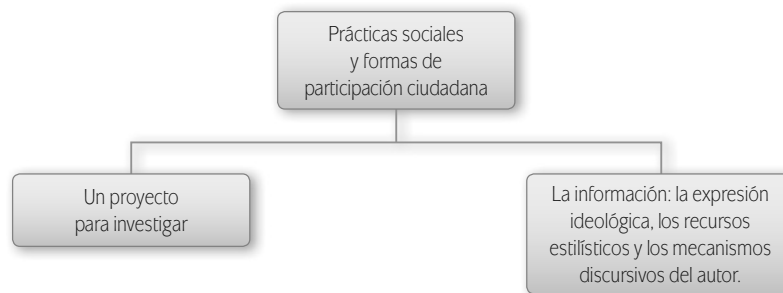 Prácticas sociales
y formas de
participación ciudadana
Un proyecto
para investigar
La información: la expresión
ideológica, los recursos
estilísticos y los mecanismos
discursivos del autor.